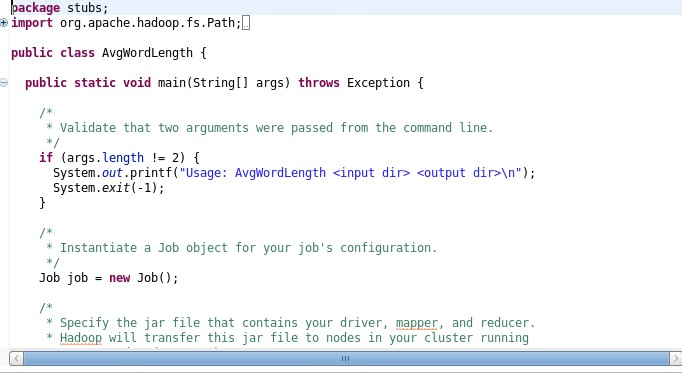 package stubs;
import org.apache.hadoop.fs.Path;
public class AvgWordLength {
public static void main(String[] args) throws Exception {
/*
* Validate that two arguments were passed from the command line.
*/
if (args.length != 2) {
System.out.printf("Usage: AvgWordLength <input dir> <output dir>\n");
System.exit(-1);
}
/*
* Instantiate a Job object for your job's configuration.
*/
Job job = new Job();
/*
* Specify the jar file that contains your driver, mapper, and reducer.
* Hadoop will transfer this jar file to nodes in your cluster running